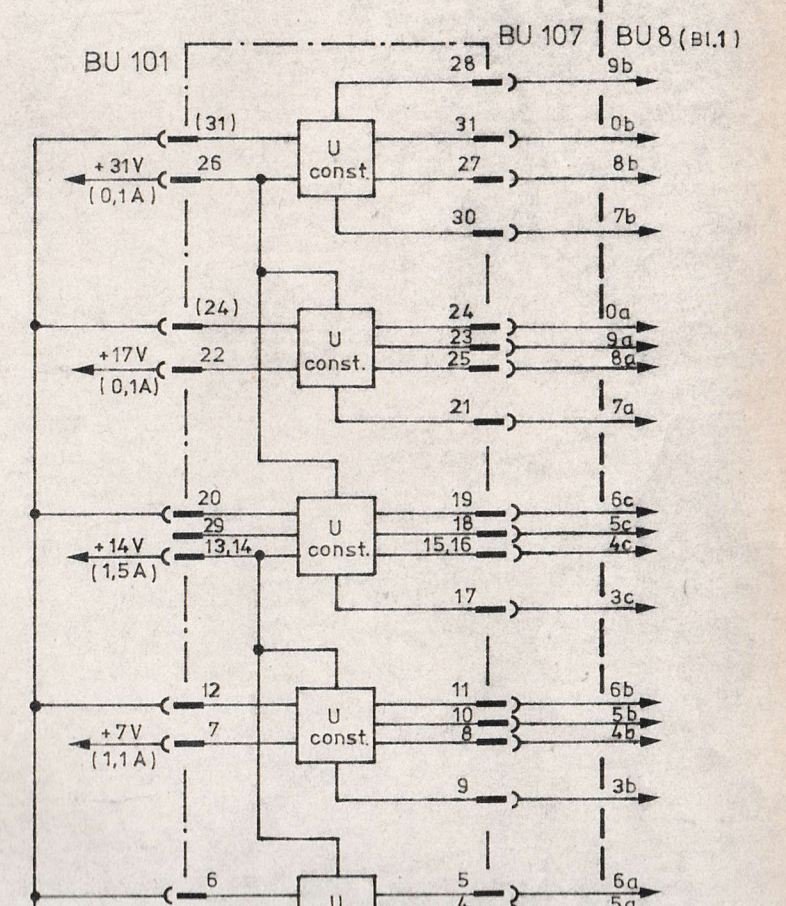 BU 101
BU 107
BU 8 (Bl.1)
28
9b
(31)
31
0b
+31V
(0,1A)
26
U
const.
27
8b
30
7b
(24)
24
0a
23
9a
+17V
(0,1A)
22
U
const.
25
8a
21
7a
20
19
6c
29
18
5c
+14V
(1,5A)
13,14
U
const.
15,16
4c
17
3c
12
11
6b
10
5b
+7V
(1,1A)
7
U
const.
8
4b
9
3b
6
5
6a
U
4
5a